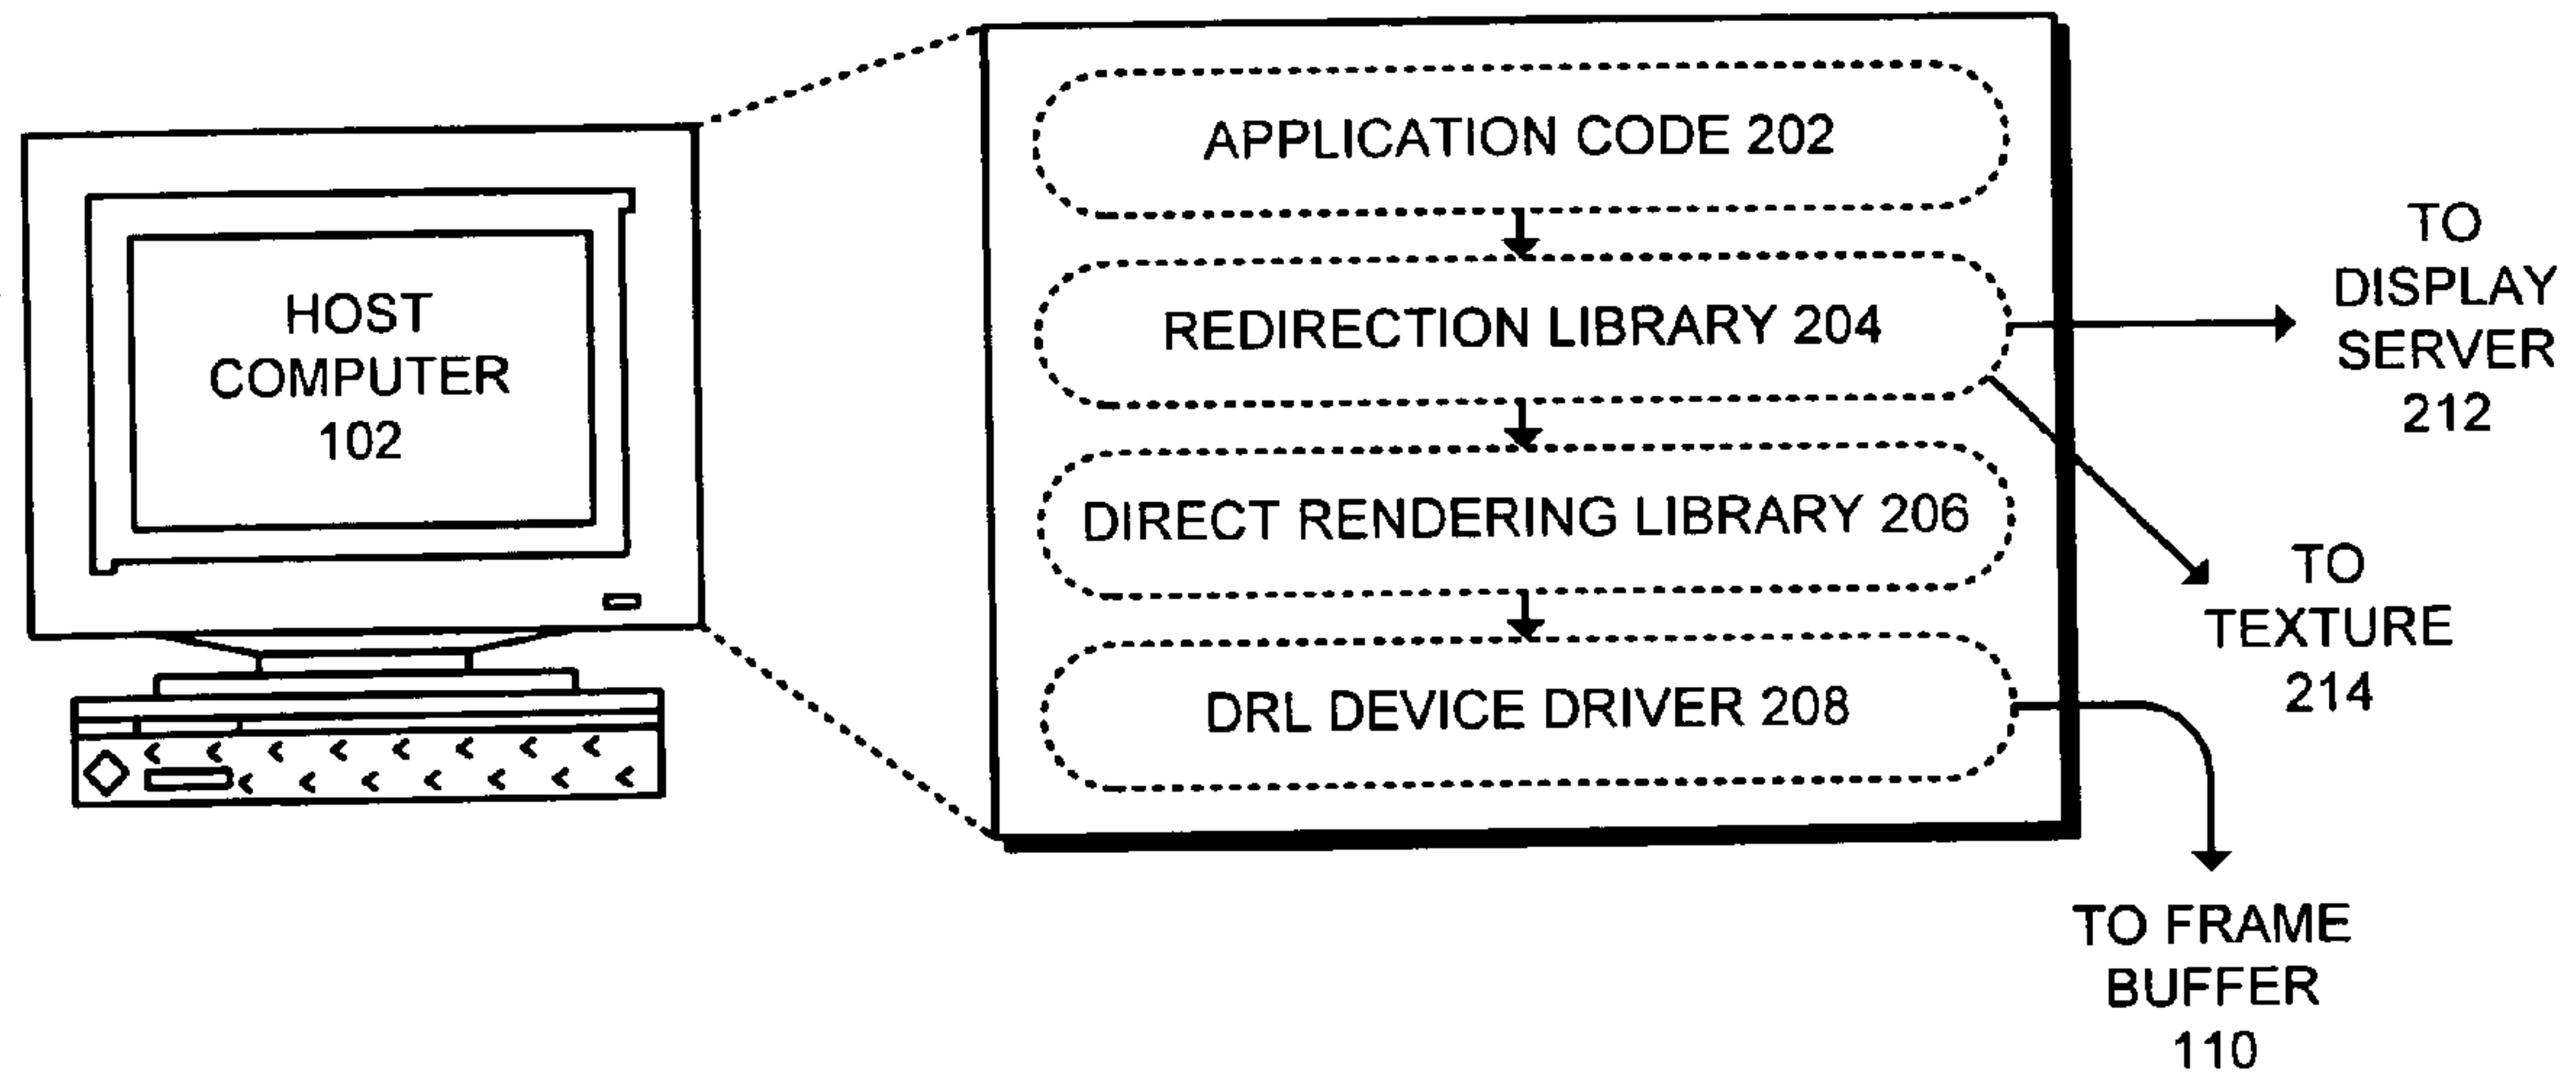 HOST
COMPUTER
102
APPLICATION CODE 202
REDIRECTION LIBRARY 204
DIRECT RENDERING LIBRARY 206
DRL DEVICE DRIVER 208
TO
DISPLAY
SERVER
212
TO
TEXTURE
214
TO FRAME
BUFFER
110